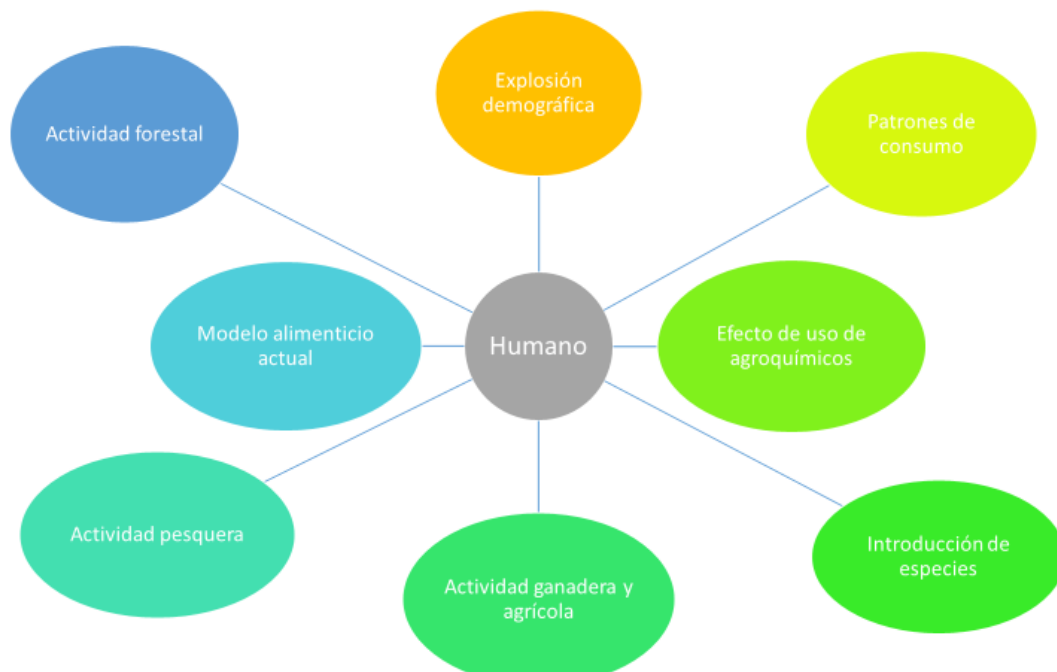 Explosión
demográfica
Actividad forestal
Patrones de
consumo
Modelo alimenticio
actual
Humano
Efecto de uso de
agroquímicos
Actividad pesquera
Introducción de
especies
Actividad ganadera y
agrícola